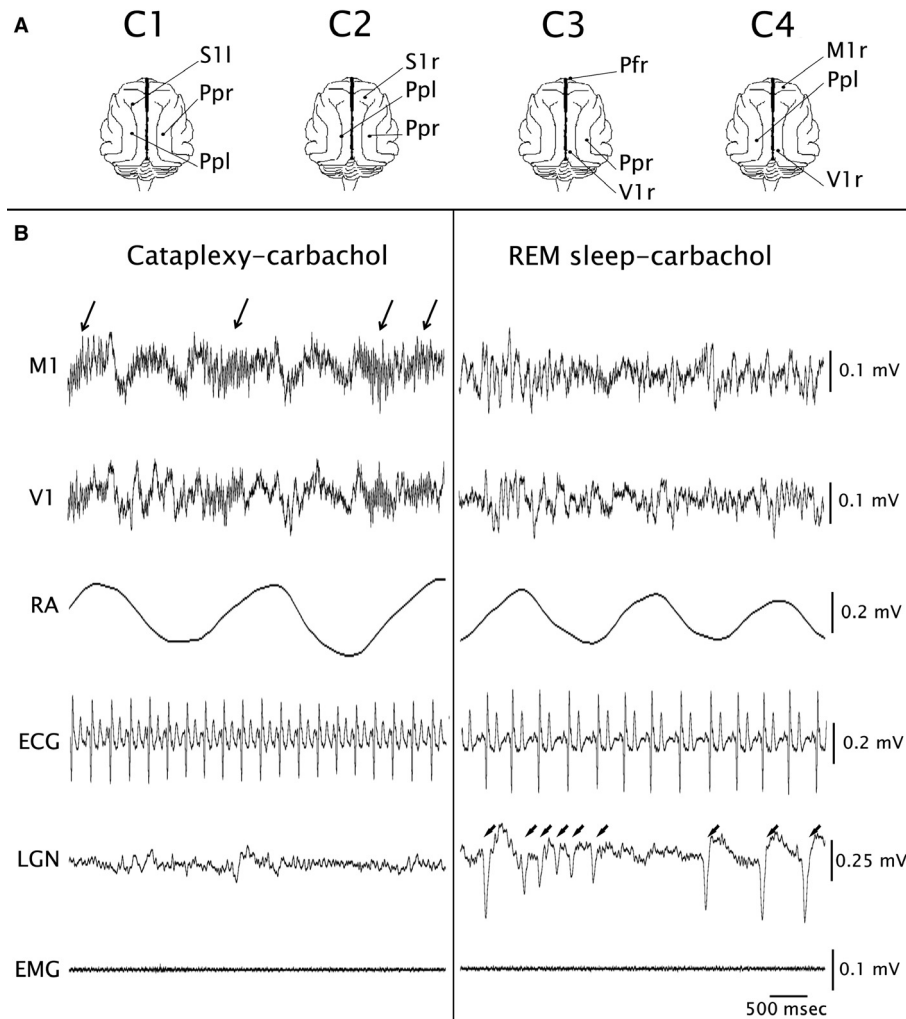 A
C1 C2 C3 C4
S1l
Ppr
Ppl
S1r
Ppl
Ppr
Pfr
Ppr
V1r
M1r
Ppl
V1r
B
Cataplexy-carbachol REM sleep-carbachol
M1 0.1 mV
V1 0.1 mV
RA 0.2 mV
ECG 0.2 mV
LGN 0.25 mV
EMG 0.1 mV
500 msec